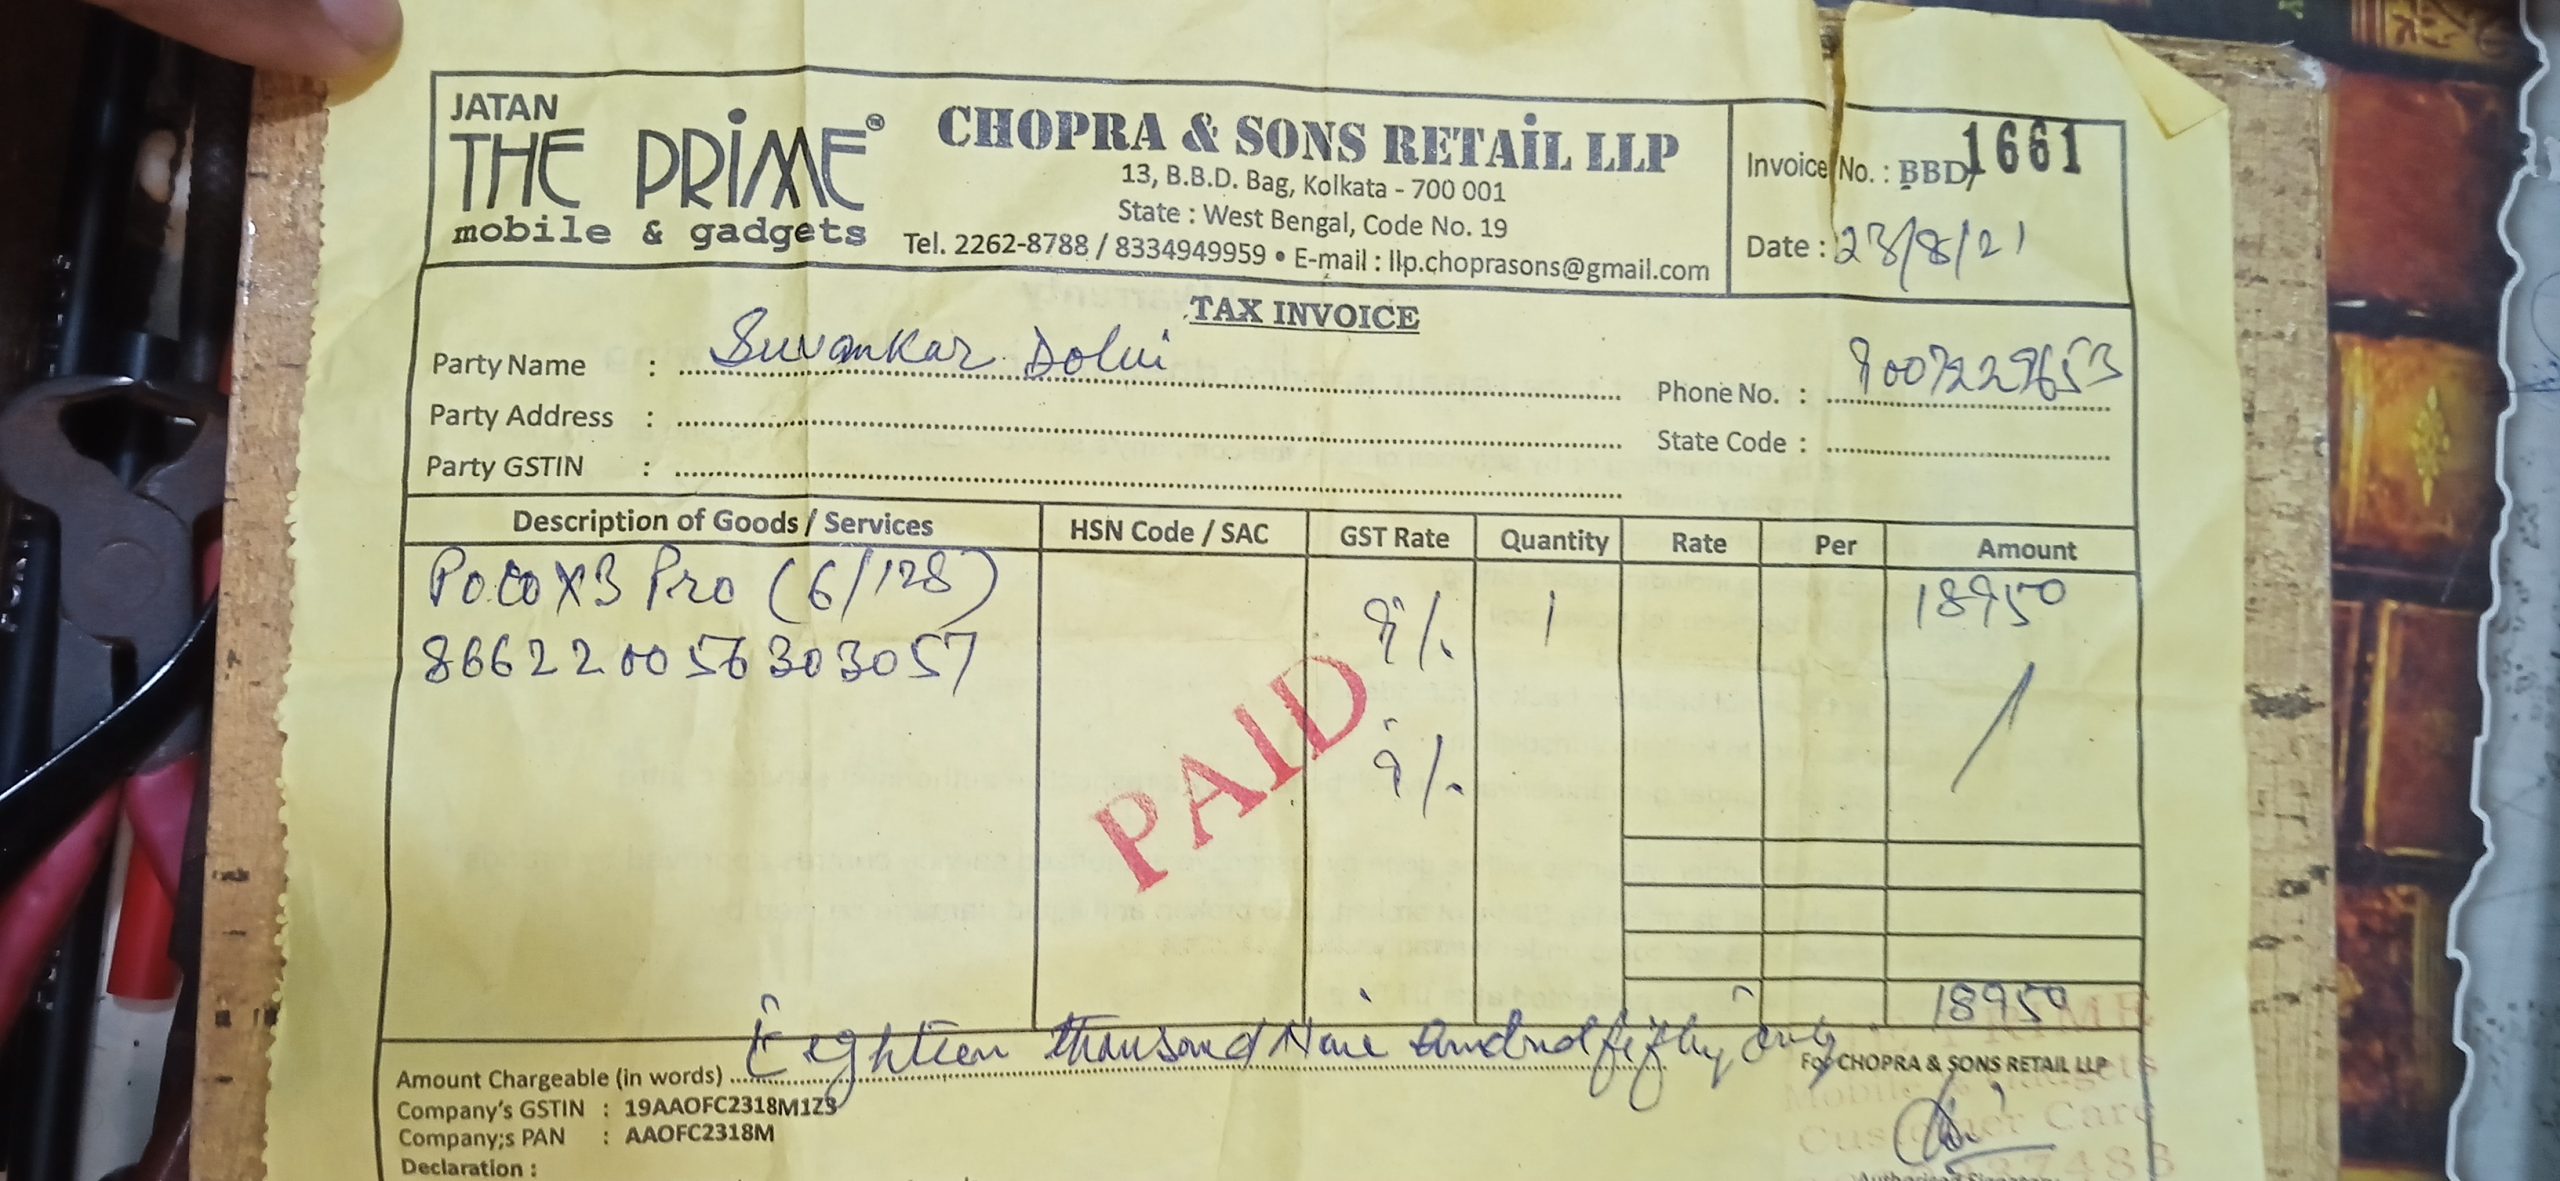 JATAN
THE PRIME
mobile & gadgets
CHOPRA & SONS RETAIL LLP
13, B.B.D. Bag, Kolkata - 700 001
State : West Bengal, Code No. 19
Tel. 2262-8788 / 8334949959 • E-mail : llp.choprasons@gmail.com
Invoice No. : BBD/1661
Date : 23/8/21
TAX INVOICE
Party Name : Suvankar Dolui
Phone No. : 8007229653
Party Address :
State Code :
Party GSTIN :
Description of Goods / Services HSN Code / SAC GST Rate Quantity Rate Per Amount
Poco X3 Pro (6/128) 9%. 1 18950
866220056303057
9%.
PAID
18950
Amount Chargeable (in words) Eighteen thousand Nine hundred fifty only
For CHOPRA & SONS RETAIL LLP
Company's GSTIN : 19AAOFC2318M1Z3
Company;s PAN : AAOFC2318M
Customer Care
Declaration :